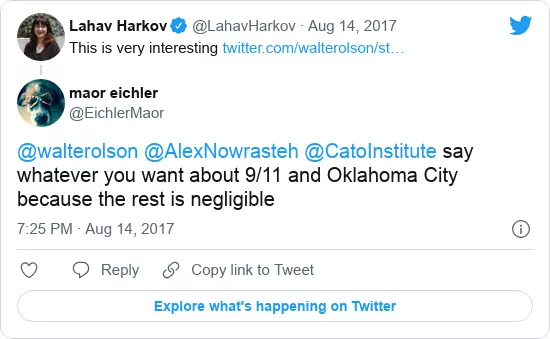 Lahav Harkov @LahavHarkov · Aug 14, 2017
This is very interesting twitter.com/walterolson/st…
maor eichler
@EichlerMaor
@walterolson @AlexNowrasteh @CatoInstitute say
whatever you want about 9/11 and Oklahoma City
because the rest is negligible
7:25 PM · Aug 14, 2017
Reply Copy link to Tweet
Explore what's happening on Twitter